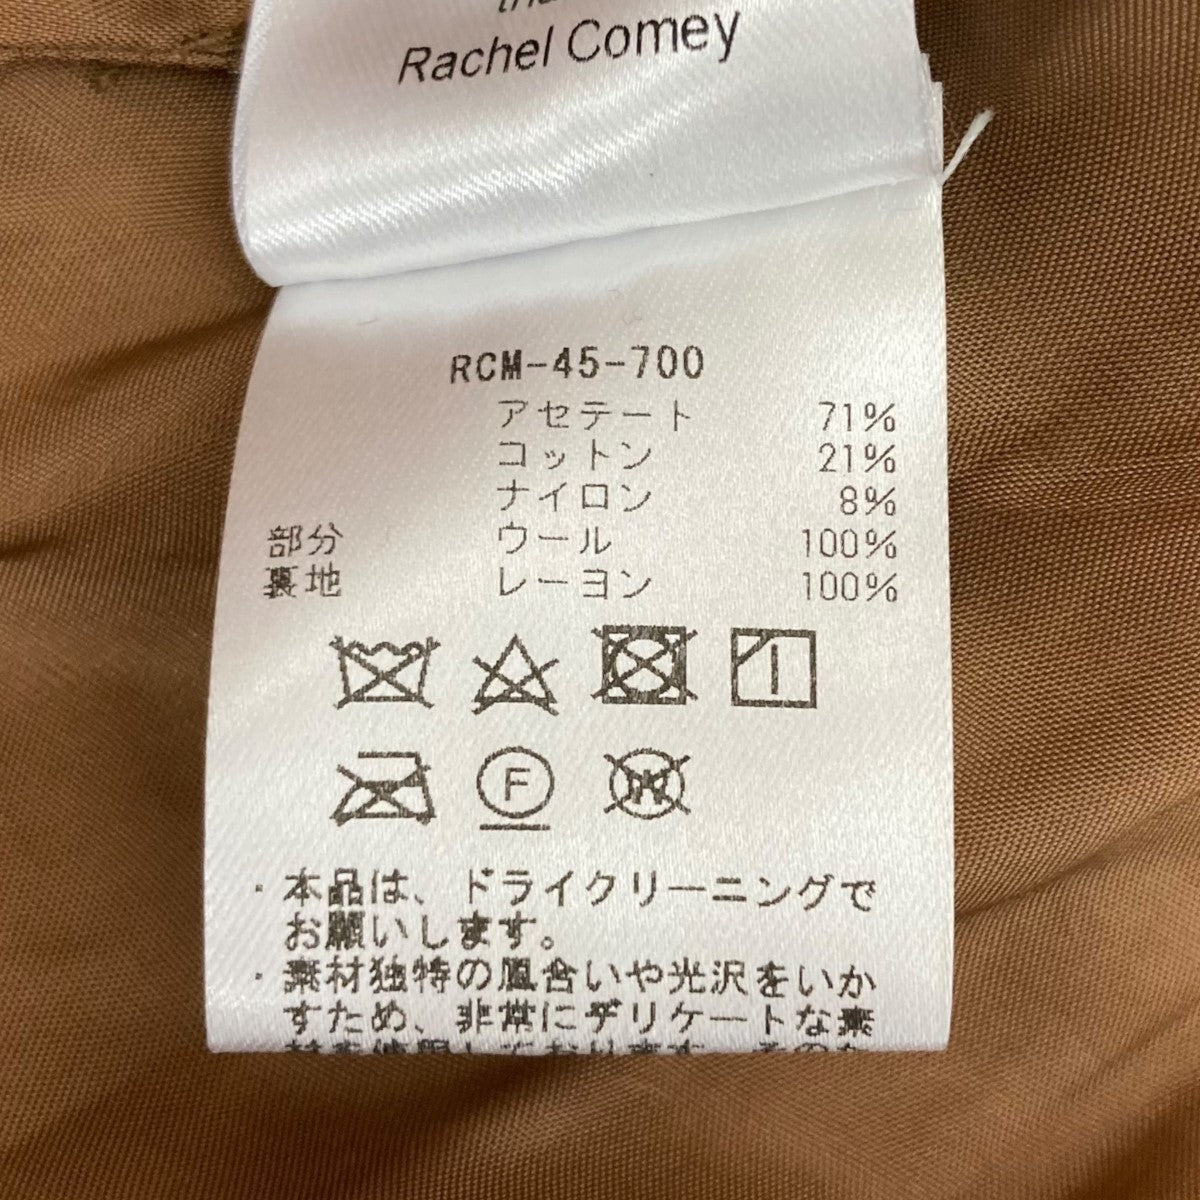 Rachel Comey
RCM-45-700
アセテート 71%
コットン 21%
ナイロン 8%
部分 ウール 100%
裏地 レーヨン 100%
F
W
・本品は、ドライクリーニングで
お願いします。
・素材独特の風合いや光沢をいか
すため、非常にデリケートな素